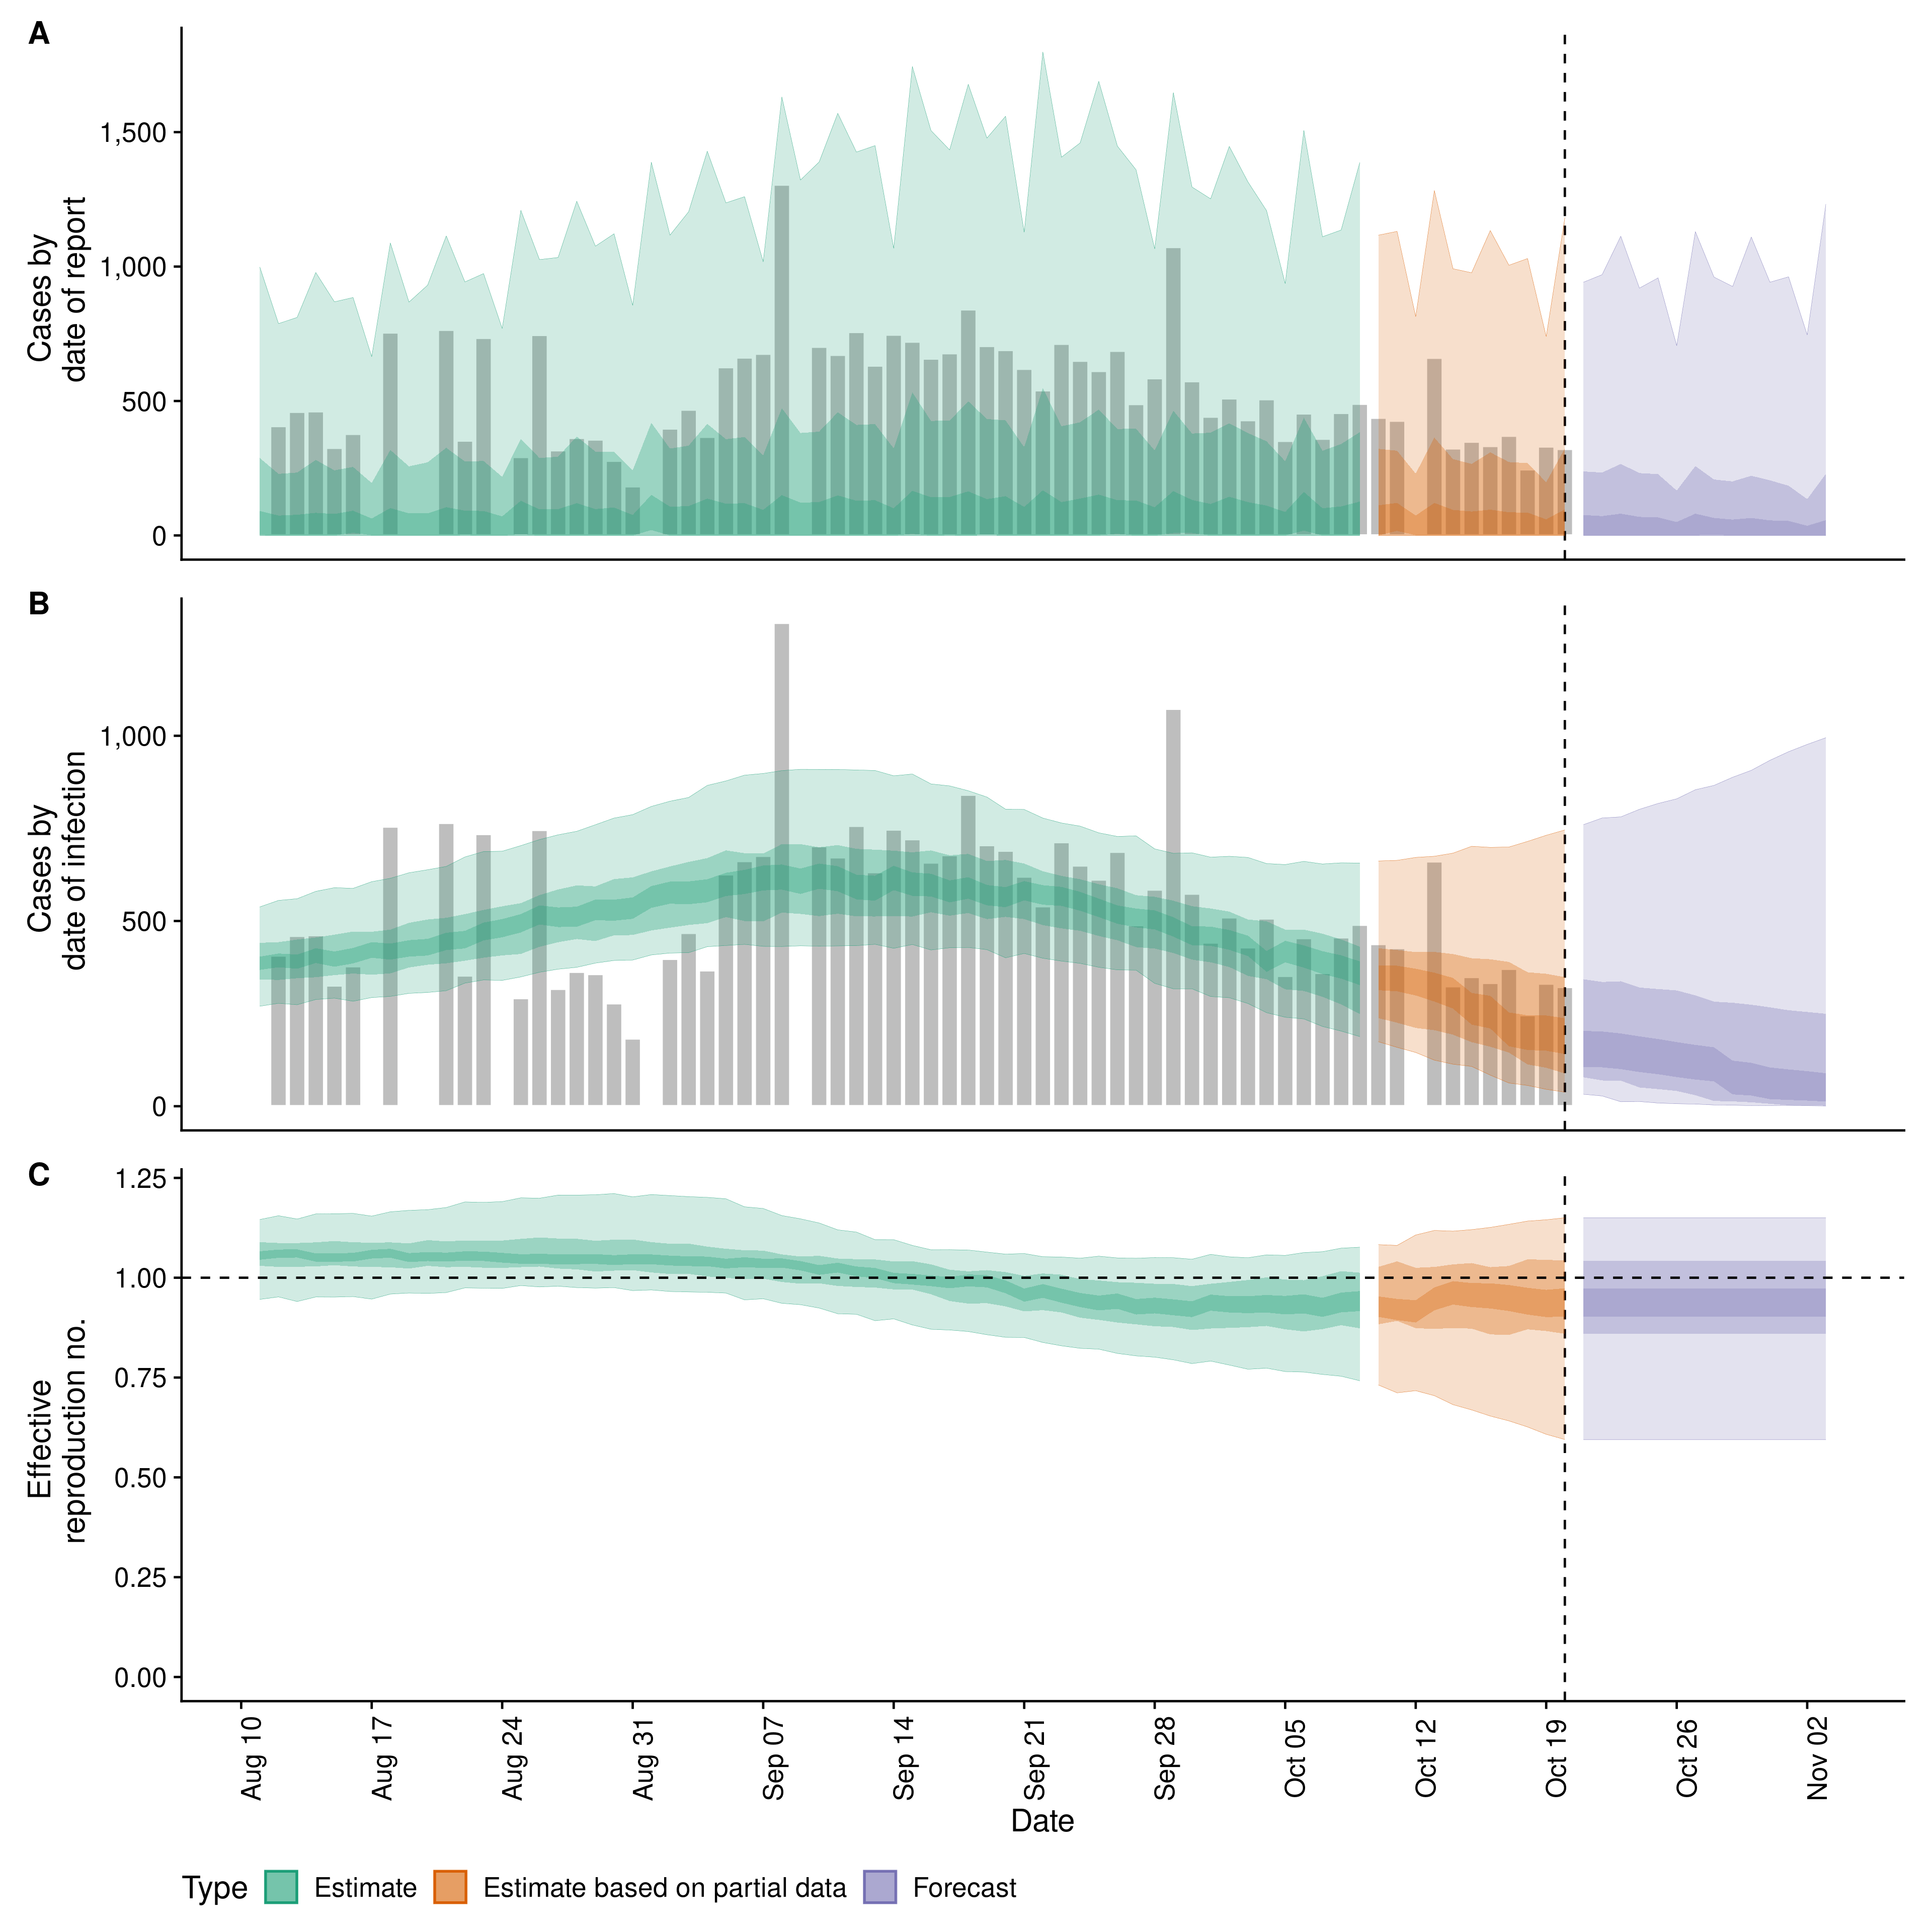 A
Cases by
date of report
1,500
1,000
500
0
B
Cases by
date of infection
1,000
500
0
C
Effective
reproduction no.
1.25
1.00
0.75
0.50
0.25
0.00
Aug 10
Aug 17
Aug 24
Aug 31
Sep 07
Sep 14
Sep 21
Sep 28
Oct 05
Oct 12
Oct 19
Oct 26
Nov 02
Date
Type Estimate Estimate based on partial data Forecast